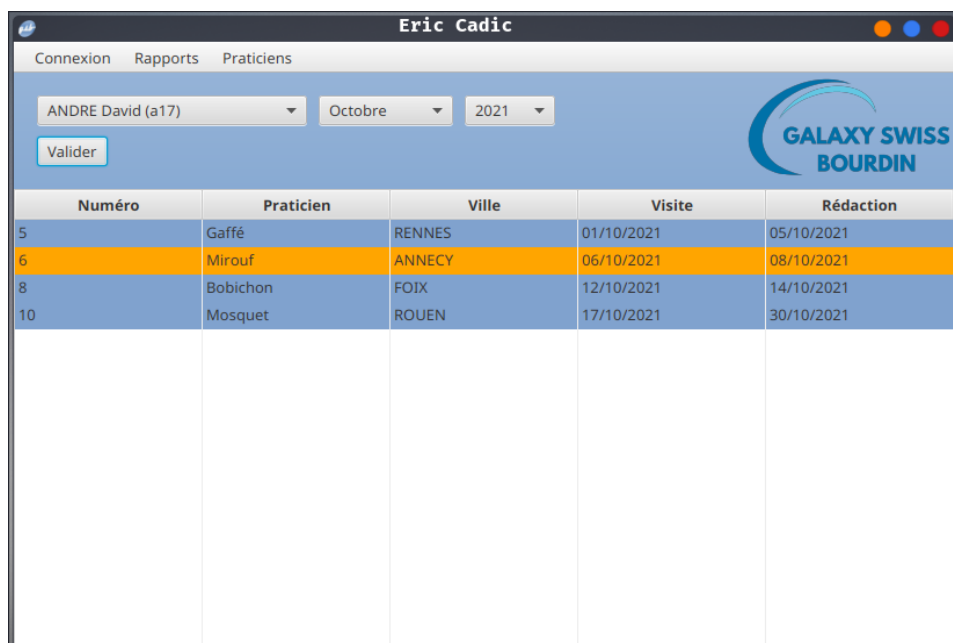 Eric Cadic
Connexion Rapports Praticiens
ANDRE David (a17) Octobre 2021
Valider
GALAXY SWISS
BOURDIN
Numéro Praticien Ville Visite Rédaction
5 Gaffé RENNES 01/10/2021 05/10/2021
6 Mirouf ANNECY 06/10/2021 08/10/2021
8 Bobichon FOIX 12/10/2021 14/10/2021
10 Mosquet ROUEN 17/10/2021 30/10/2021